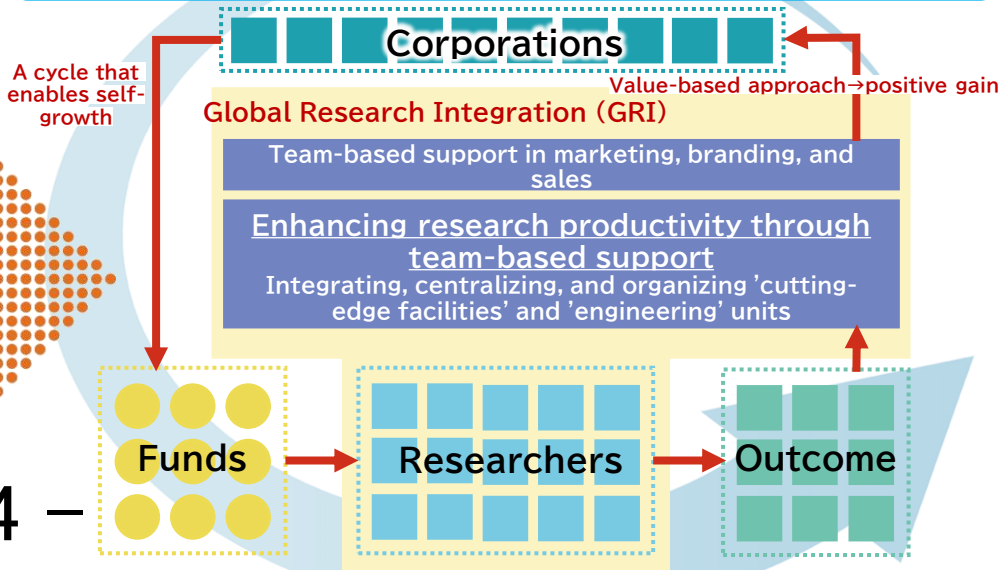 Corporations
A cycle that
enables self-
growth
Value-based approach→positive gain
Global Research Integration (GRI)
Team-based support in marketing, branding, and
sales
Enhancing research productivity through
team-based support
Integrating, centralizing, and organizing 'cutting-
edge facilities' and 'engineering' units
Funds
Researchers
Outcome
4 –